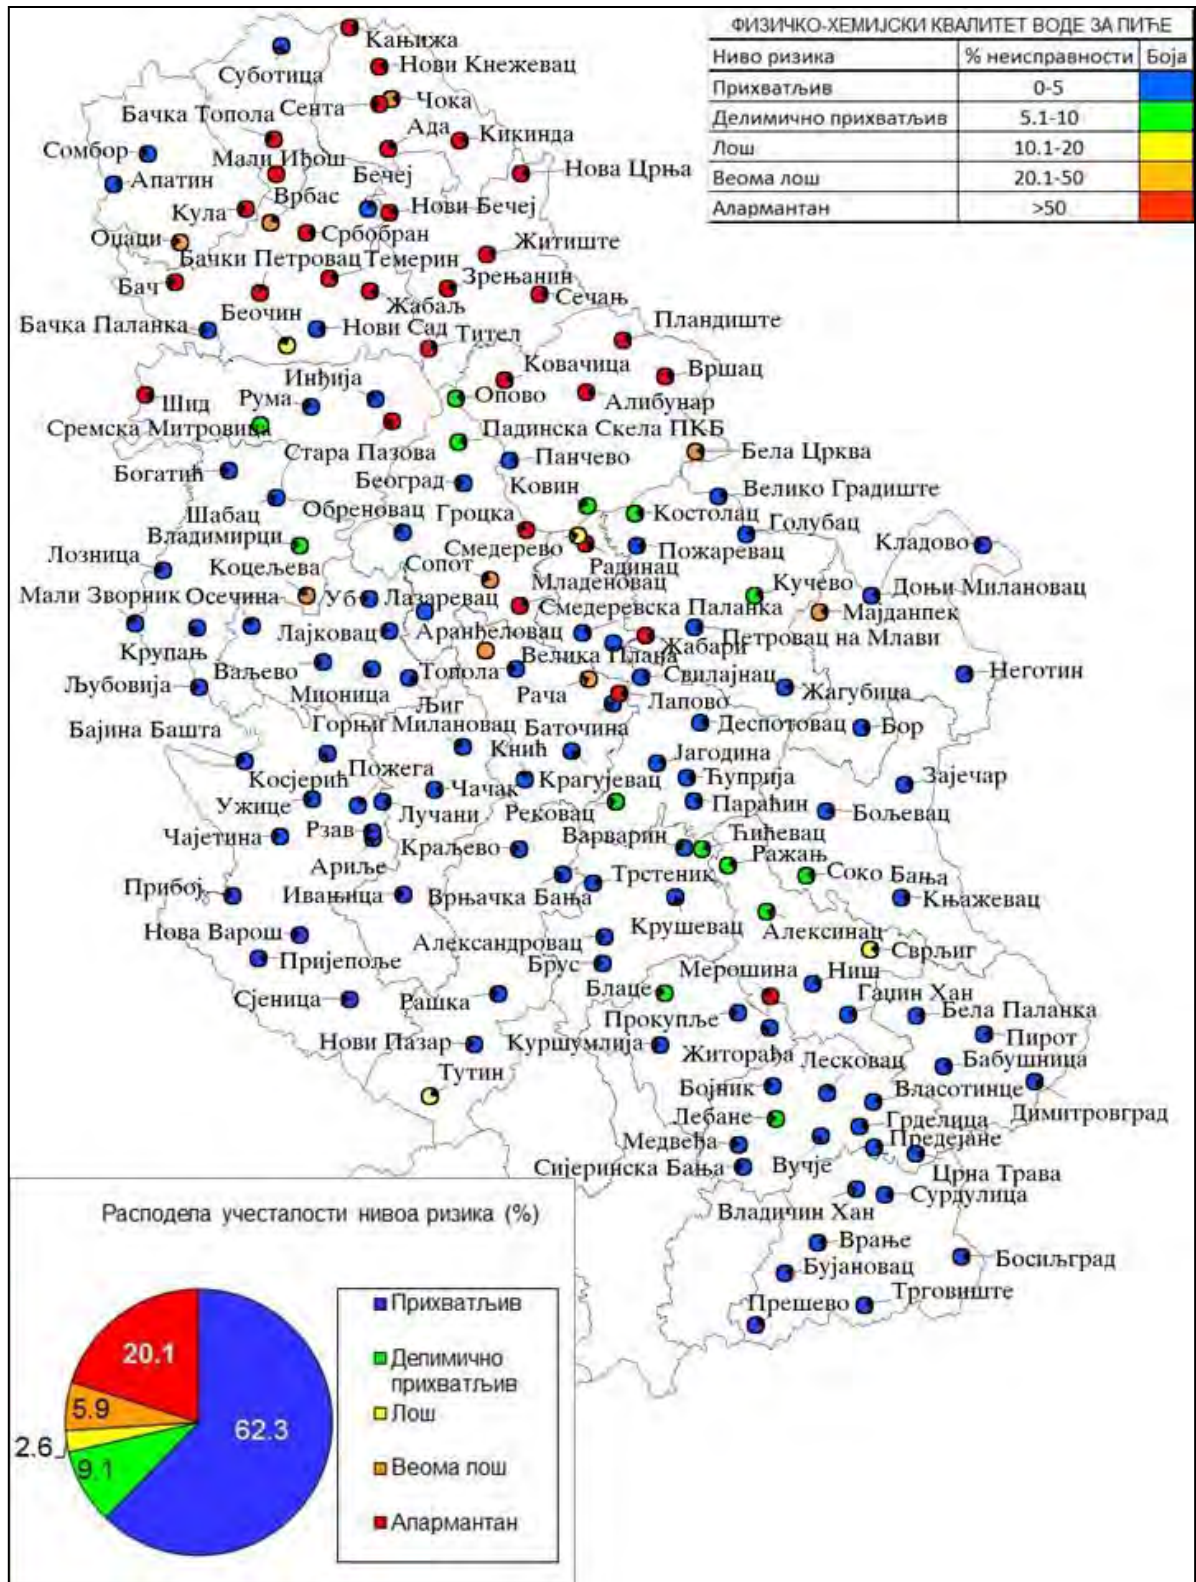 ФИЗИЧКО-ХЕМИЈСКИ КВАЛИТЕТ ВОДЕ ЗА ПИЋЕ
Ниво ризика % неисправности Боја
Прихватљив 0-5
Делимично прихватљив 5.1-10
Лош 10.1-20
Веома лош 20.1-50
Алармантан >50
Кањижа
Суботица
Нови Кнежевац
Бачка Топола
Сента
Чока
Ада
Кикинда
Сомбор
Мали Иђош
Апатин
Врбас
Бечеј
Нова Црња
Кула
Нови Бечеј
Оџаци
Србобран
Житиште
Бачки Петровац
Темерин
Бач
Зрењанин
Сечањ
Беочин
Жабаљ
Бачка Паланка
Нови Сад
Тител
Пландиште
Ковачица
Вршац
Инђија
Шид
Рума
Опово
Алибунар
Сремска Митровица
Падинска Скела ПКБ
Стара Пазова
Бела Црква
Богатић
Београд
Панчево
Ковин
Велико Градиште
Шабац
Обреновац
Гроцка
Костолац
Голубац
Владимирци
Кладово
Смедерево
Пожаревац
Лозница
Радинац
Коцељева
Сопот
Младеновац
Кучево
Доњи Милановац
Мали Зворник
Осечина
Уб
Лазаревац
Смедеревска Паланка
Мајданпек
Лајковац
Аранђеловац
Петровац на Млави
Крупањ
Жабари
Велика Плана
Ваљево
Топола
Свилајнац
Неготин
Љубовија
Мионица
Рача
Жагубица
Љиг
Лапово
Горњи Милановац
Баточина
Деспотовац
Бор
Бајина Башта
Кнић
Јагодина
Косјерић
Пожега
Крагујевац
Ћуприја
Зајечар
Чачак
Ужице
Лучани
Рековац
Параћин
Бољевац
Чајетина
Рзав
Варварин
Ћићевац
Ариље
Краљево
Ражањ
Прибој
Ивањица
Врњачка Бања
Трстеник
Соко Бања
Књажевац
Нова Варош
Крушевац
Алексинац
Александровац
Пријепоље
Брус
Сврљиг
Мерошина
Ниш
Сјеница
Рашка
Блаце
Гаџин Хан
Бела Паланка
Прокупље
Нови Пазар
Куршумлија
Житорађа
Пирот
Лесковац
Бабушница
Тутин
Бојник
Власотинце
Лебане
Димитровград
Грделица
Медвеђа
Предејане
Сијеринска Бања
Вучје
Црна Трава
Сурдулица
Владичин Хан
Врање
Босиљград
Бујановац
Прешево
Трговиште
Расподела учесталости нивоа ризика (%)
20.1
5.9
2.6
9.1
62.3
Прихватљив
Делимично
прихватљив
Лош
Веома лош
Алармантан